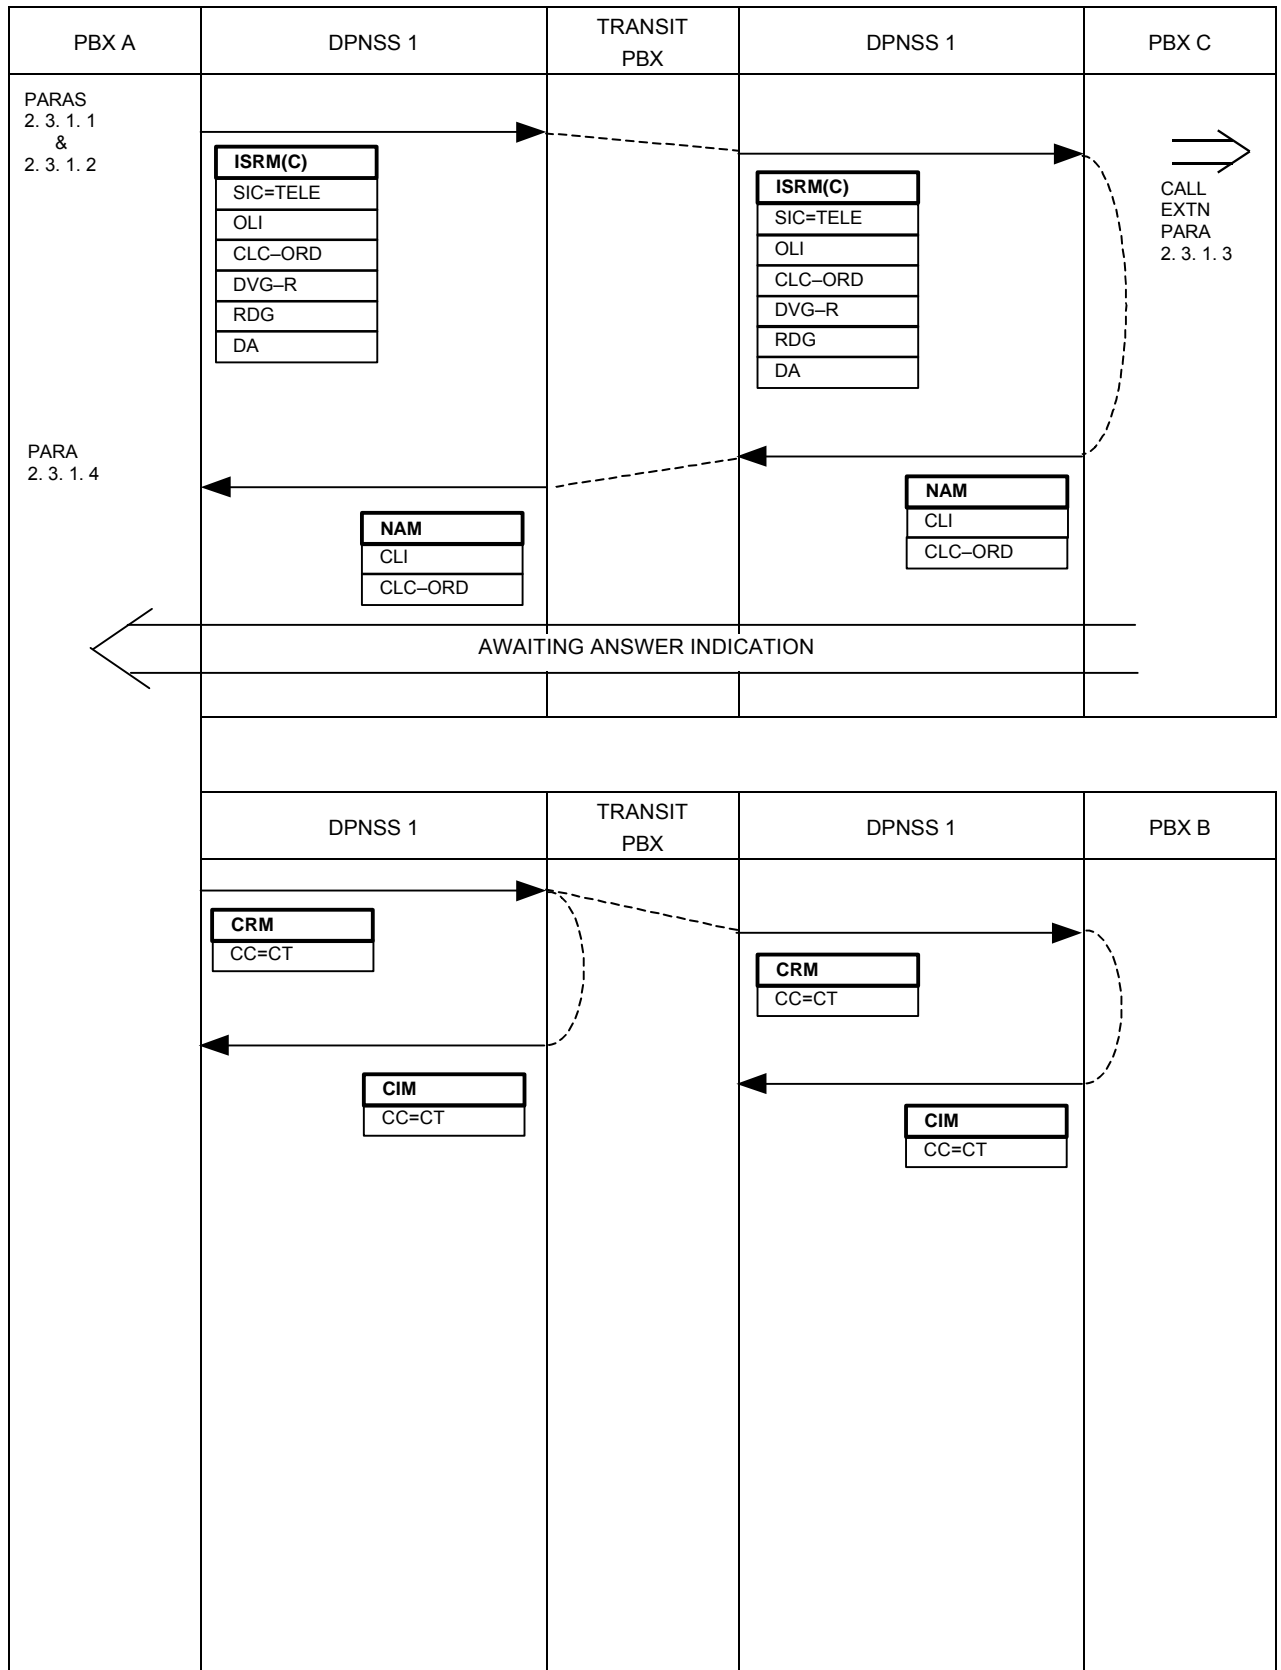 PBX A
DPNSS 1
TRANSIT
PBX
DPNSS 1
PBX C
PARAS
2. 3. 1. 1
&
2. 3. 1. 2
ISRM(C)
SIC=TELE
OLI
CLC–ORD
DVG–R
RDG
DA
ISRM(C)
SIC=TELE
OLI
CLC–ORD
DVG–R
RDG
DA
CALL
EXTN
PARA
2. 3. 1. 3
PARA
2. 3. 1. 4
NAM
CLI
CLC–ORD
NAM
CLI
CLC–ORD
AWAITING ANSWER INDICATION
DPNSS 1
TRANSIT
PBX
DPNSS 1
PBX B
CRM
CC=CT
CRM
CC=CT
CIM
CC=CT
CIM
CC=CT